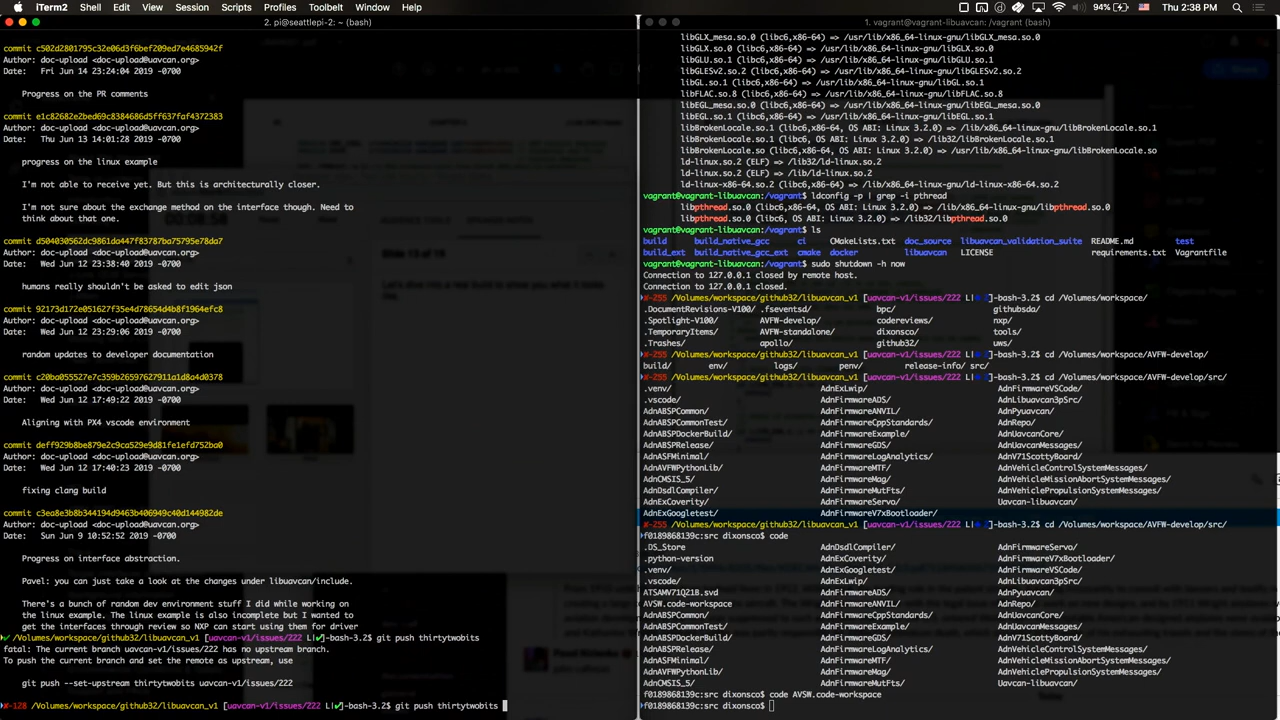 iTerm2 Shell Edit View Session Scripts Profiles Toolbelt Window Help
94% Thu 2:38 PM
2. pi@seattlepi-2: ~ (bash)
commit c502d2801795c32e06d3f6bef209ed7e4685942f
Author: doc-upload <doc-upload@uavcan.org>
Date: Fri Jun 14 23:24:04 2019 -0700
Progress on the PR comments
commit e1c82682e2bed69c8384686d5ff637faf4372383
Author: doc-upload <doc-upload@uavcan.org>
Date: Thu Jun 13 14:01:28 2019 -0700
progress on the linux example
I'm not able to receive yet. But this is architecturally closer.
I'm not sure about the exchange method on the interface though. Need to
think about that one.
commit d504030562dc9861da447f83787ba75795e78da7
Author: doc-upload <doc-upload@uavcan.org>
Date: Wed Jun 12 23:38:40 2019 -0700
humans really shouldn't be asked to edit json
commit 92173d172e051627f35e4d78654d4b8f1964efc8
Author: doc-upload <doc-upload@uavcan.org>
Date: Wed Jun 12 23:29:06 2019 -0700
random updates to developer documentation
commit c20ba055527e7c359b26597627911a1d8a4d0378
Author: doc-upload <doc-upload@uavcan.org>
Date: Wed Jun 12 17:49:22 2019 -0700
Aligning with PX4 vscode environment
commit deff929b8be879e2c9ca529e9d81fe1efd752ba0
Author: doc-upload <doc-upload@uavcan.org>
Date: Wed Jun 12 17:40:23 2019 -0700
fixing clang build
commit c3ea8e3b8b344194d9463b406949c40d144982de
Author: doc-upload <doc-upload@uavcan.org>
Date: Sun Jun 9 10:52:52 2019 -0700
Progress on interface abstraction.
Pavel: you can just take a look at the changes under libuavcan/include.
There's a bunch of random dev environment stuff I did while working on
the linux example. The linux example is also incomplete but I wanted to
get the interfaces through review so NXP can start using them for driver
✔ /Volumes/workspace/github32/libuavcan_v1 [uavcan-v1/issues/222 L|✔]-bash-3.2$ git push thirtytwobits
fatal: The current branch uavcan-v1/issues/222 has no upstream branch.
To push the current branch and set the remote as upstream, use
git push --set-upstream thirtytwobits uavcan-v1/issues/222
✘-128 /Volumes/workspace/github32/libuavcan_v1 [uavcan-v1/issues/222 L|✔]-bash-3.2$ git push thirtytwobits
1. vagrant@vagrant-libuavcan: /vagrant (bash)
libGLX_mesa.so.0 (libc6,x86-64) => /usr/lib/x86_64-linux-gnu/libGLX_mesa.so.0
libGLX.so.0 (libc6,x86-64) => /usr/lib/x86_64-linux-gnu/libGLX.so.0
libGLU.so.1 (libc6,x86-64) => /usr/lib/x86_64-linux-gnu/libGLU.so.1
libGLESv2.so.2 (libc6,x86-64) => /usr/lib/x86_64-linux-gnu/libGLESv2.so.2
libGL.so.1 (libc6,x86-64) => /usr/lib/x86_64-linux-gnu/libGL.so.1
libFLAC.so.8 (libc6,x86-64) => /usr/lib/x86_64-linux-gnu/libFLAC.so.8
libEGL_mesa.so.0 (libc6,x86-64) => /usr/lib/x86_64-linux-gnu/libEGL_mesa.so.0
libEGL.so.1 (libc6,x86-64) => /usr/lib/x86_64-linux-gnu/libEGL.so.1
libBrokenLocale.so.1 (libc6,x86-64, OS ABI: Linux 3.2.0) => /lib/x86_64-linux-gnu/libBrokenLocale.so.1
libBrokenLocale.so.1 (libc6, OS ABI: Linux 3.2.0) => /lib32/libBrokenLocale.so.1
libBrokenLocale.so (libc6,x86-64, OS ABI: Linux 3.2.0) => /usr/lib/x86_64-linux-gnu/libBrokenLocale.so
ld-linux.so.2 (ELF) => /lib/ld-linux.so.2
ld-linux.so.2 (ELF) => /lib32/ld-linux.so.2
ld-linux-x86-64.so.2 (libc6,x86-64) => /lib/x86_64-linux-gnu/ld-linux-x86-64.so.2
vagrant@vagrant-libuavcan:/vagrant$ ldconfig -p | grep -i pthread
libpthread.so.0 (libc6,x86-64, OS ABI: Linux 3.2.0) => /lib/x86_64-linux-gnu/libpthread.so.0
libpthread.so.0 (libc6, OS ABI: Linux 3.2.0) => /lib32/libpthread.so.0
vagrant@vagrant-libuavcan:/vagrant$ ls
build build_native_gcc ci CMakeLists.txt doc_source libuavcan_validation_suite README.md test
build_ext build_native_gcc32 cmake docker libuavcan LICENSE requirements.txt Vagrantfile
vagrant@vagrant-libuavcan:/vagrant$ sudo shutdown -h now
Connection to 127.0.0.1 closed by remote host.
Connection to 127.0.0.1 closed.
✘-255 /Volumes/workspace/github32/libuavcan_v1 [uavcan-v1/issues/222 L|]-bash-3.2$ cd /Volumes/workspace/
.DocumentRevisions-V100/ .fseventsd/ bpc/ githubsda/
.Spotlight-V100/ AVFW-develop/ codereviews/ nxp/
.TemporaryItems/ AVFW-standalone/ dixonsco/ tools/
.Trashes/ apollo/ github32/ uws/
✘-255 /Volumes/workspace/github32/libuavcan_v1 [uavcan-v1/issues/222 L|]-bash-3.2$ cd /Volumes/workspace/AVFW-develop/
build/ env/ logs/ penv/ release-info/ src/
✘-255 /Volumes/workspace/github32/libuavcan_v1 [uavcan-v1/issues/222 L|]-bash-3.2$ cd /Volumes/workspace/AVFW-develop/src/
.venv/ AdnExLwip/ AdnFirmwareVSCode/
.vscode/ AdnFirmwareADS/ AdnLibuavcan3pSrc/
AdnABSPCommon/ AdnFirmwareANVIL/ AdnPyuavcan/
AdnABSPCommonTest/ AdnFirmwareCppStandards/ AdnRepo/
AdnABSPDockerBuild/ AdnFirmwareExample/ AdnUavcanCore/
AdnABSPRelease/ AdnFirmwareGDS/ AdnUavcanMessages/
AdnASFMinimal/ AdnFirmwareLogAnalytics/ AdnV71ScottyBoard/
AdnAVFWPythonLib/ AdnFirmwareMTF/ AdnVehicleControlSystemMessages/
AdnCMSIS_5/ AdnFirmwareMag/ AdnVehicleMissionAbortSystemMessages/
AdnDsdlCompiler/ AdnFirmwareMutFts/ AdnVehiclePropulsionSystemMessages/
AdnExCoverity/ AdnFirmwareServo/ Uavcan-libuavcan/
AdnExGoogletest/ AdnFirmwareV7xBootloader/
✘-255 /Volumes/workspace/github32/libuavcan_v1 [uavcan-v1/issues/222 L|]-bash-3.2$ cd /Volumes/workspace/AVFW-develop/src/
f0189868139c:src dixonsco$ code
.DS_Store AdnDsdlCompiler/ AdnFirmwareServo/
.python-version AdnExCoverity/ AdnFirmwareV7xBootloader/
.venv/ AdnExGoogletest/ AdnFirmwareVSCode/
.vscode/ AdnExLwip/ AdnLibuavcan3pSrc/
ATSAMV71Q21B.svd AdnFirmwareADS/ AdnPyuavcan/
AVSW.code-workspace AdnFirmwareANVIL/ AdnRepo/
AdnABSPCommon/ AdnFirmwareCppStandards/ AdnUavcanCore/
AdnABSPCommonTest/ AdnFirmwareExample/ AdnUavcanMessages/
AdnABSPDockerBuild/ AdnFirmwareGDS/ AdnV71ScottyBoard/
AdnABSPRelease/ AdnFirmwareLogAnalytics/ AdnVehicleControlSystemMessages/
AdnASFMinimal/ AdnFirmwareMTF/ AdnVehicleMissionAbortSystemMessages/
AdnAVFWPythonLib/ AdnFirmwareMag/ AdnVehiclePropulsionSystemMessages/
AdnCMSIS_5/ AdnFirmwareMutFts/ Uavcan-libuavcan/
f0189868139c:src dixonsco$ code AVSW.code-workspace
f0189868139c:src dixonsco$